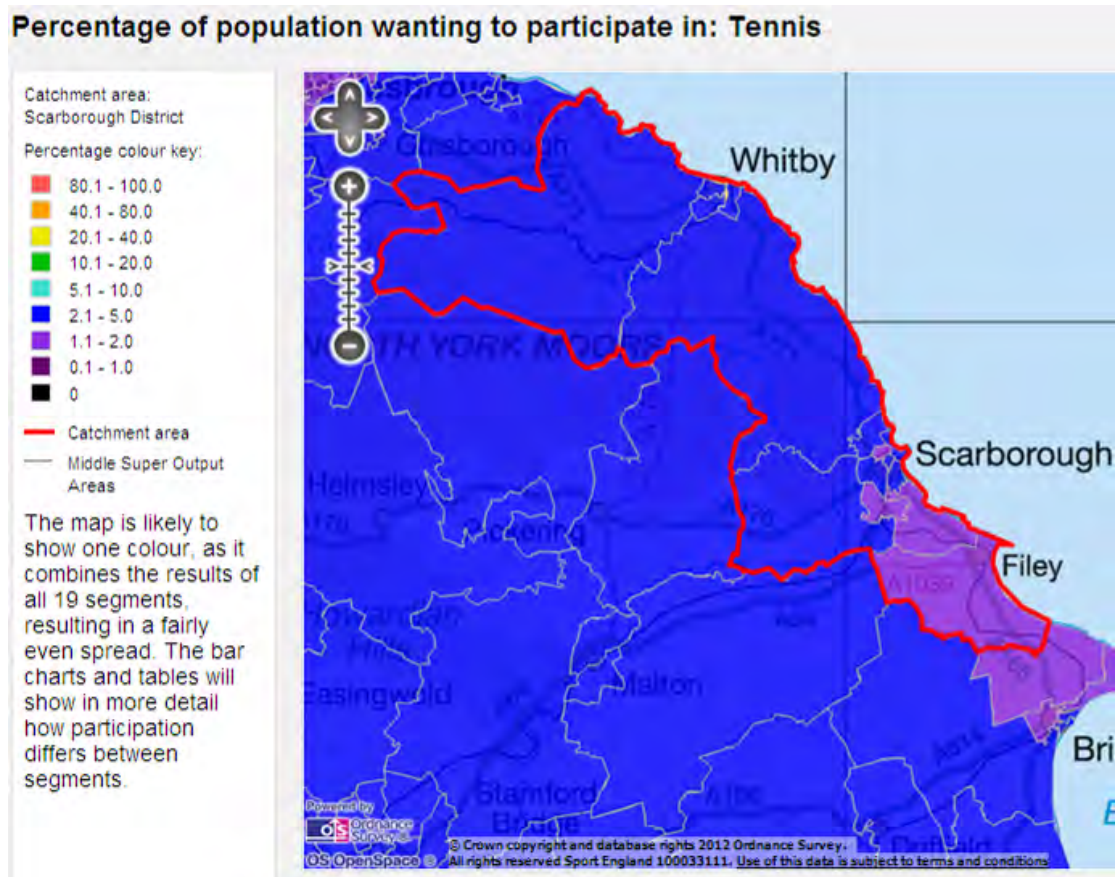 Percentage of population wanting to participate in: Tennis
Catchment area:
Scarborough District
Percentage colour key:
80.1 - 100.0
40.1 - 80.0
20.1 - 40.0
10.1 - 20.0
5.1 - 10.0
2.1 - 5.0
1.1 - 2.0
0.1 - 1.0
0
Catchment area
Middle Super Output
Areas
The map is likely to
show one colour, as it
combines the results of
all 19 segments,
resulting in a fairly
even spread. The bar
charts and tables will
show in more detail
how participation
differs between
segments.
Guisborough
Whitby
NORTH YORK MOORS
Scarborough
Helmsley
Pickering
Filey
A1039
Howardian
Hills
Easingwold
Malton
Bri
Stamford
Bridge
Driffield
Powered by
OS Ordnance
Survey ®
OS OpenSpace ®
© Crown copyright and database rights 2012 Ordnance Survey.
All rights reserved Sport England 100033111. Use of this data is subject to terms and conditions